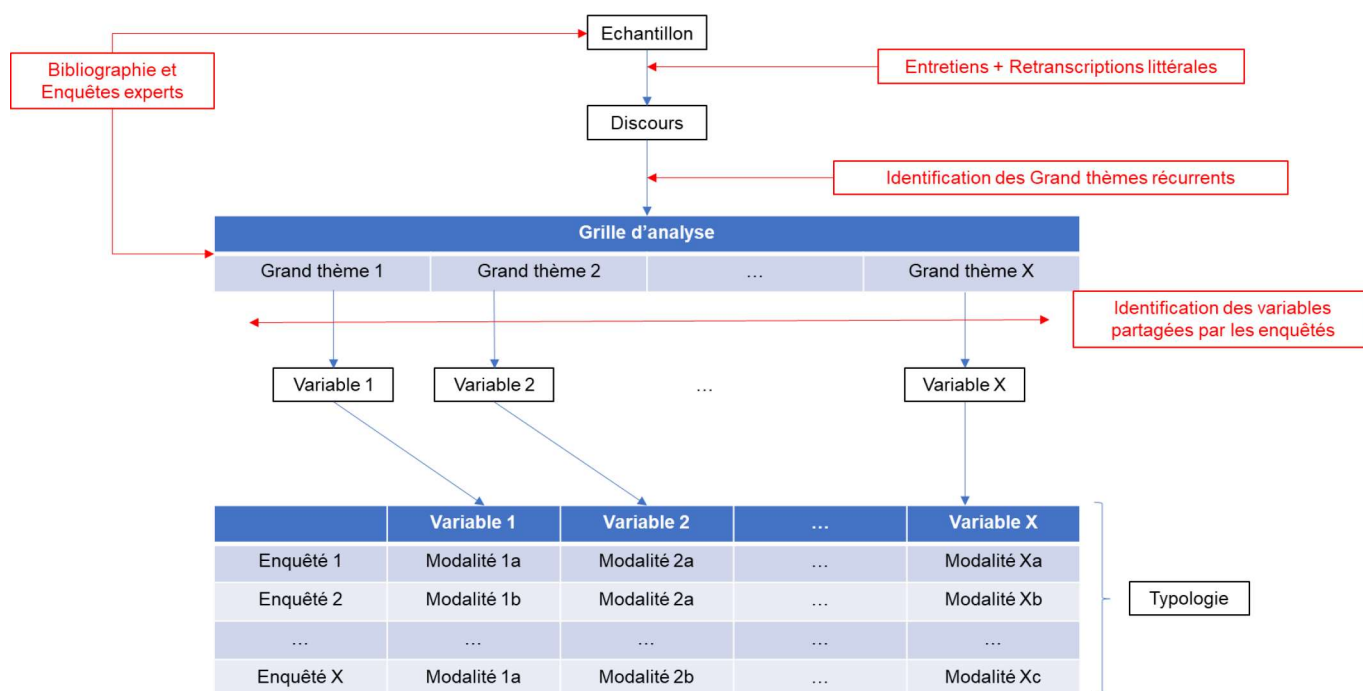 Echantillon
Bibliographie et
Enquêtes experts
Entretiens + Retranscriptions littérales
Discours
Identification des Grand thèmes récurrents
Grille d'analyse
Grand thème 1 Grand thème 2 … Grand thème X
Identification des variables
partagées par les enquêtés
Variable 1 Variable 2 … Variable X
Variable 1 Variable 2 … Variable X
Enquêté 1 Modalité 1a Modalité 2a … Modalité Xa
Enquêté 2 Modalité 1b Modalité 2a … Modalité Xb
Typologie
… … … … …
Enquêté X Modalité 1a Modalité 2b … Modalité Xc